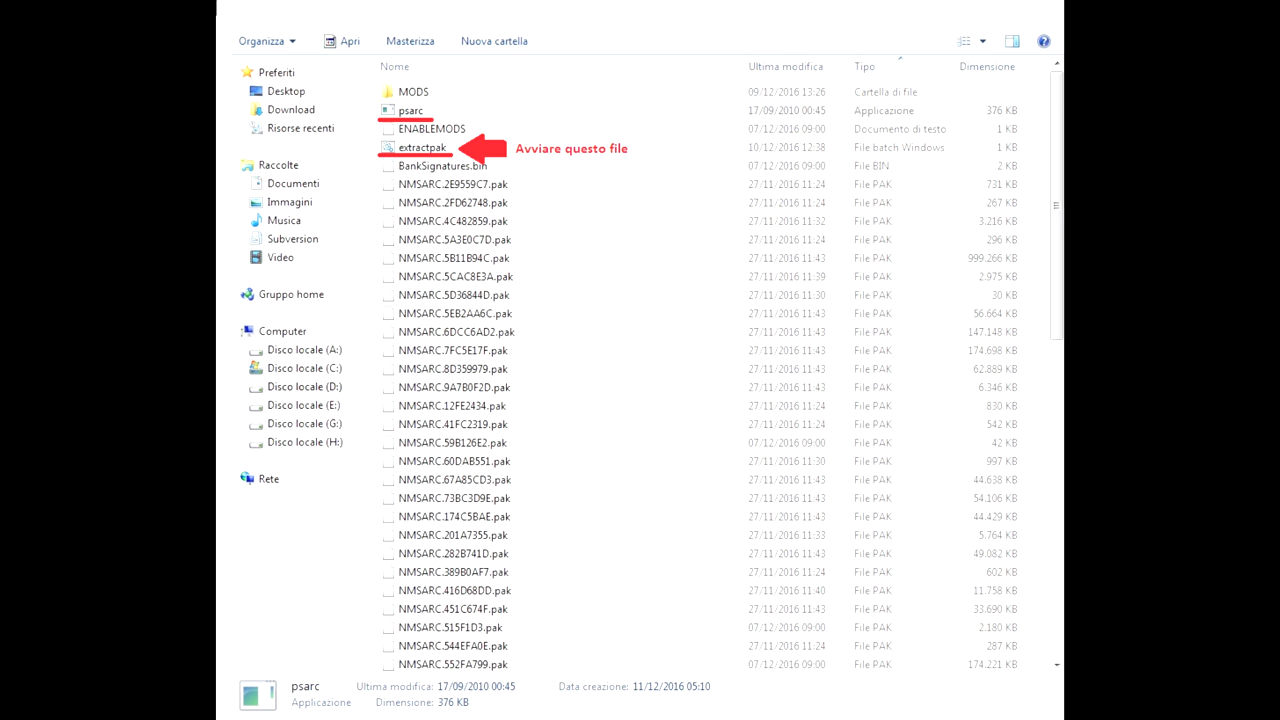 Organizza Apri Masterizza Nuova cartella
Nome Ultima modifica Tipo Dimensione
Preferiti
Desktop
Download
Risorse recenti
Raccolte
Documenti
Immagini
Musica
Subversion
Video
Gruppo home
Computer
Disco locale (A:)
Disco locale (C:)
Disco locale (D:)
Disco locale (E:)
Disco locale (G:)
Disco locale (H:)
Rete
MODS 09/12/2016 13:26 Cartella di file
psarc 17/09/2010 00:45 Applicazione 376 KB
ENABLEMODS 07/12/2016 09:00 Documento di testo 1 KB
extractpak Avviare questo file 10/12/2016 12:38 File batch Windows 1 KB
BankSignatures.bin 07/12/2016 09:00 File BIN 2 KB
NMSARC.2E9559C7.pak 27/11/2016 11:24 File PAK 731 KB
NMSARC.2FD62748.pak 27/11/2016 11:24 File PAK 267 KB
NMSARC.4C482859.pak 27/11/2016 11:32 File PAK 3.216 KB
NMSARC.5A3E0C7D.pak 27/11/2016 11:24 File PAK 296 KB
NMSARC.5B11B94C.pak 27/11/2016 11:43 File PAK 999.266 KB
NMSARC.5CAC8E3A.pak 27/11/2016 11:39 File PAK 2.975 KB
NMSARC.5D36844D.pak 27/11/2016 11:30 File PAK 30 KB
NMSARC.5EB2AA6C.pak 27/11/2016 11:43 File PAK 56.664 KB
NMSARC.6DCC6AD2.pak 27/11/2016 11:43 File PAK 147.148 KB
NMSARC.7FC5E17F.pak 27/11/2016 11:43 File PAK 174.698 KB
NMSARC.8D359979.pak 27/11/2016 11:43 File PAK 62.889 KB
NMSARC.9A7B0F2D.pak 27/11/2016 11:43 File PAK 6.346 KB
NMSARC.12FE2434.pak 27/11/2016 11:24 File PAK 830 KB
NMSARC.41FC2319.pak 27/11/2016 11:24 File PAK 542 KB
NMSARC.59B126E2.pak 07/12/2016 09:00 File PAK 42 KB
NMSARC.60DAB551.pak 27/11/2016 11:30 File PAK 997 KB
NMSARC.67A85CD3.pak 27/11/2016 11:43 File PAK 44.638 KB
NMSARC.73BC3D9E.pak 27/11/2016 11:43 File PAK 54.106 KB
NMSARC.174C5BAE.pak 27/11/2016 11:43 File PAK 44.429 KB
NMSARC.201A7355.pak 27/11/2016 11:33 File PAK 5.764 KB
NMSARC.282B741D.pak 27/11/2016 11:43 File PAK 49.082 KB
NMSARC.389B0AF7.pak 27/11/2016 11:24 File PAK 602 KB
NMSARC.416D68DD.pak 27/11/2016 11:40 File PAK 11.758 KB
NMSARC.451C674F.pak 27/11/2016 11:43 File PAK 33.690 KB
NMSARC.515F1D3.pak 07/12/2016 09:00 File PAK 2.180 KB
NMSARC.544EFA0E.pak 27/11/2016 11:24 File PAK 287 KB
NMSARC.552FA799.pak 07/12/2016 09:00 File PAK 174.221 KB
psarc Ultima modifica: 17/09/2010 00:45 Data creazione: 11/12/2016 05:10
Applicazione Dimensione: 376 KB